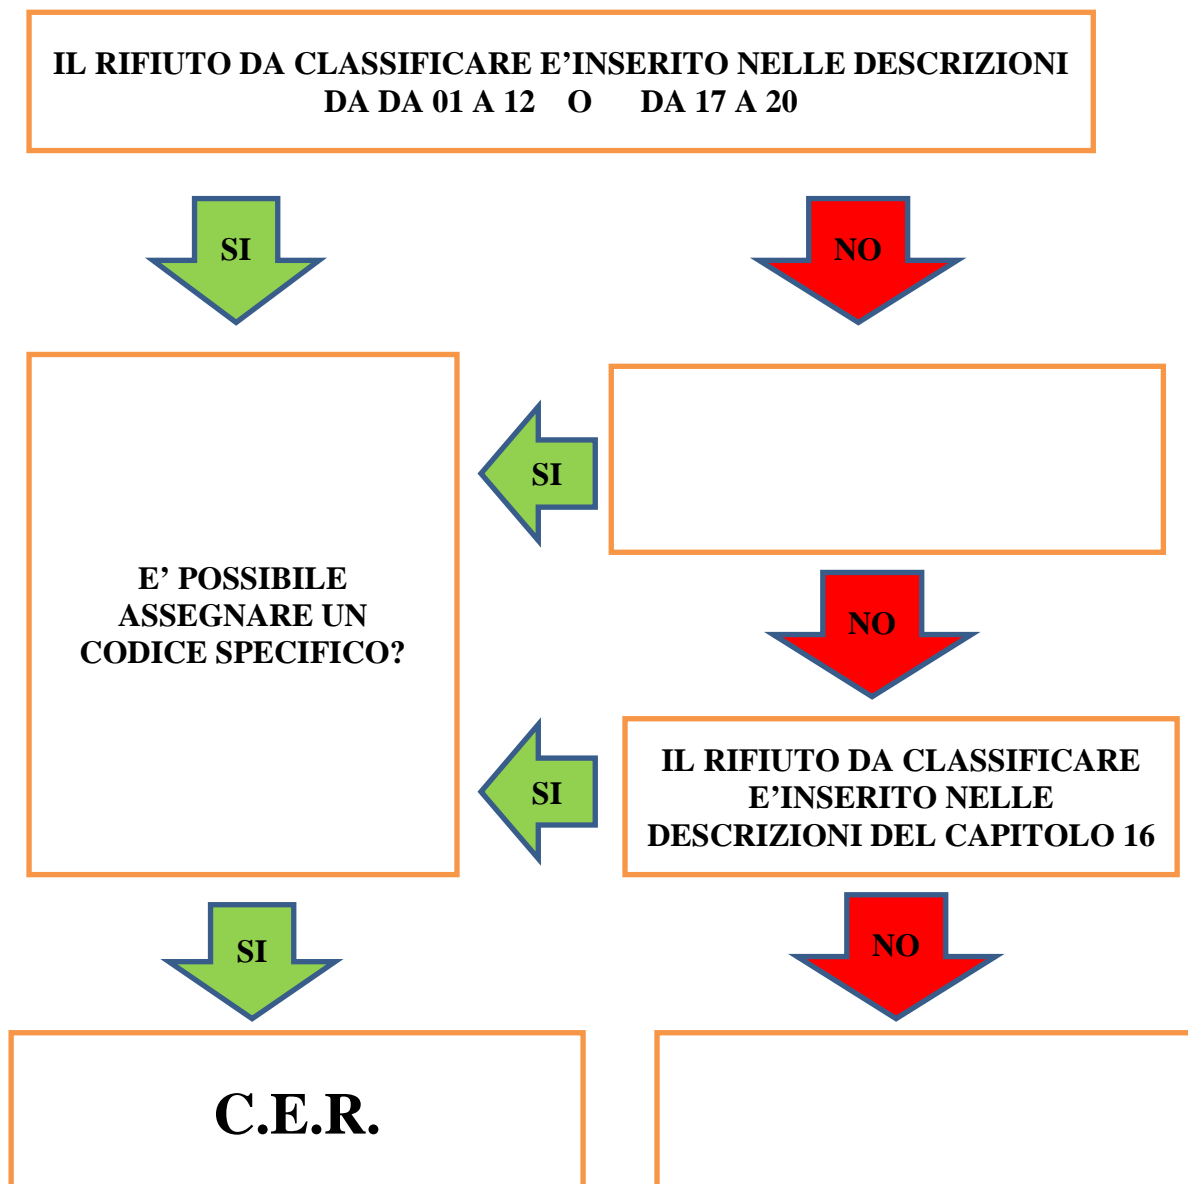 IL RIFIUTO DA CLASSIFICARE E’INSERITO NELLE DESCRIZIONI
DA DA 01 A 12 O DA 17 A 20
SI
NO
SI
E’ POSSIBILE
ASSEGNARE UN
CODICE SPECIFICO?
NO
SI
IL RIFIUTO DA CLASSIFICARE
E’INSERITO NELLE
DESCRIZIONI DEL CAPITOLO 16
SI
NO
C.E.R.